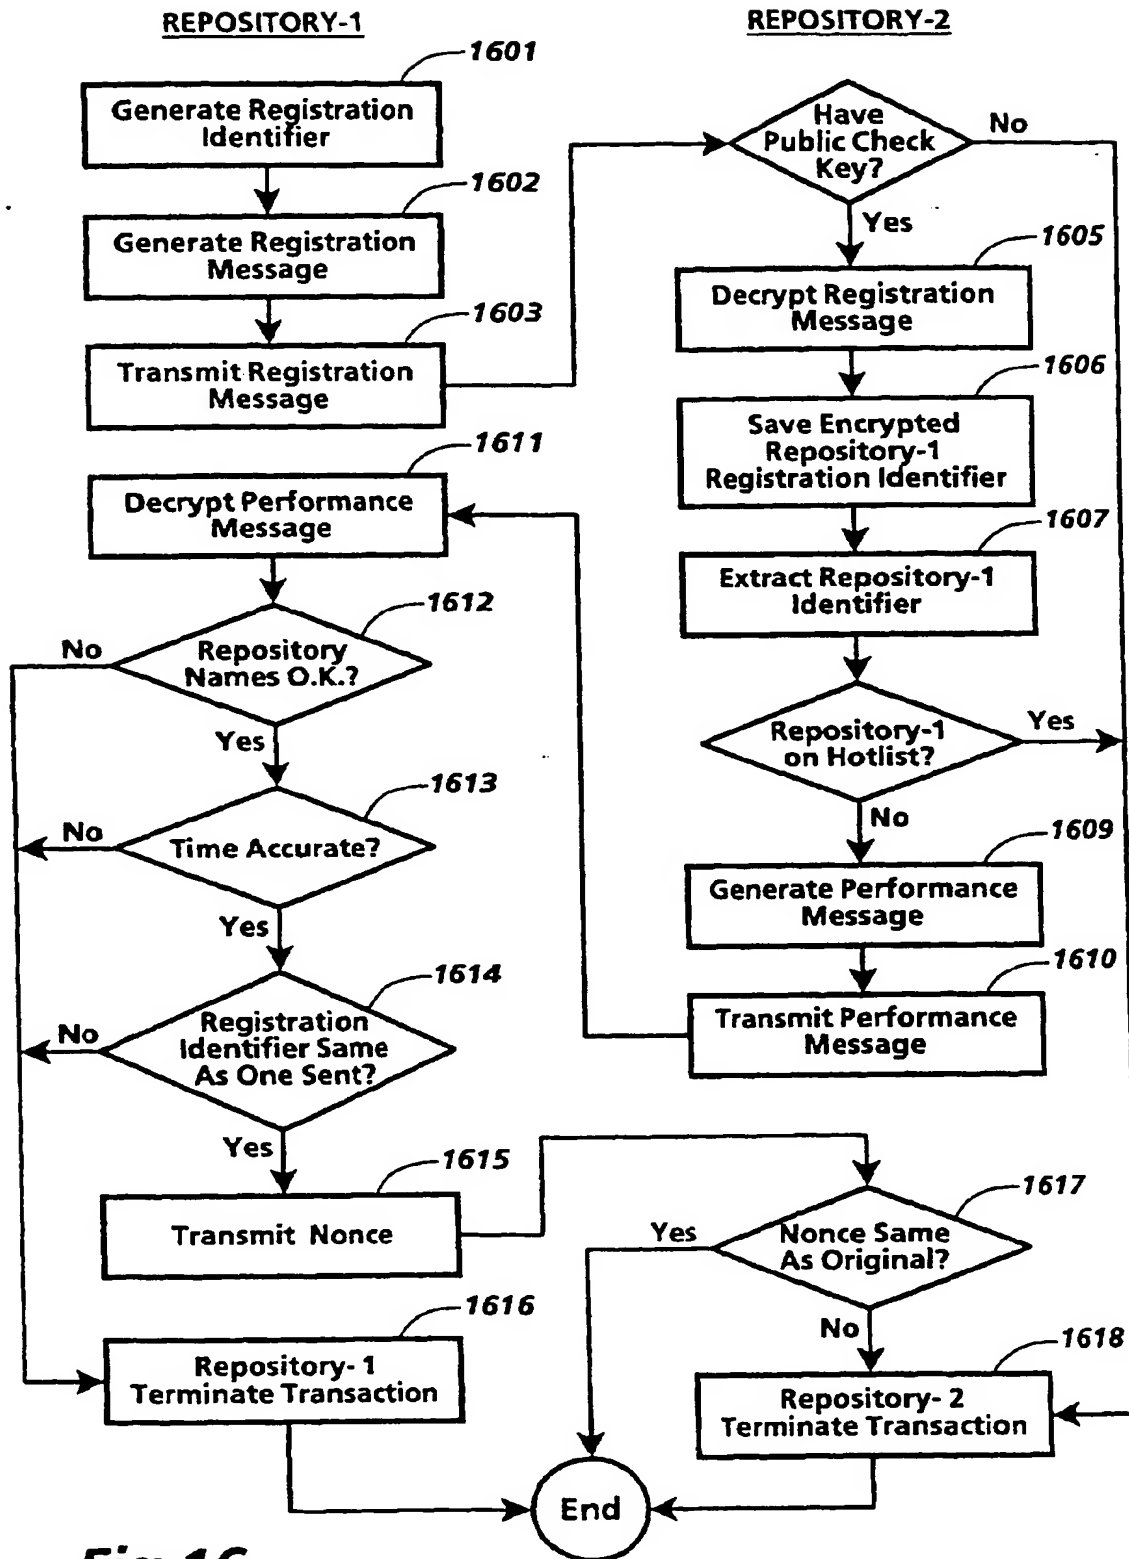 REPOSITORY-1
1601
Generate Registration
Identifier
1602
Generate Registration
Message
1603
Transmit Registration
Message
1611
Decrypt Performance
Message
1612
No
Repository
Names O.K.?
Yes
1613
No
Time Accurate?
Yes
1614
No
Registration
Identifier Same
As One Sent?
Yes
1615
Transmit Nonce
1616
Repository- 1
Terminate Transaction
REPOSITORY-2
Have
Public Check
Key?
No
Yes
1605
Decrypt Registration
Message
1606
Save Encrypted
Repository-1
Registration Identifier
1607
Extract Repository-1
Identifier
Repository-1
on Hotlist?
Yes
No
1609
Generate Performance
Message
1610
Transmit Performance
Message
1617
Yes
Nonce Same
As Original?
No
1618
Repository- 2
Terminate Transaction
End